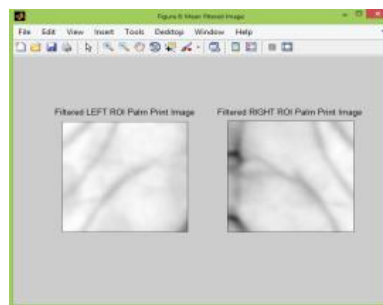 Figure 6: Mean Filtered Image
File Edit View Insert Tools Desktop Window Help
Filtered LEFT ROI Palm Print Image
Filtered RIGHT ROI Palm Print Image